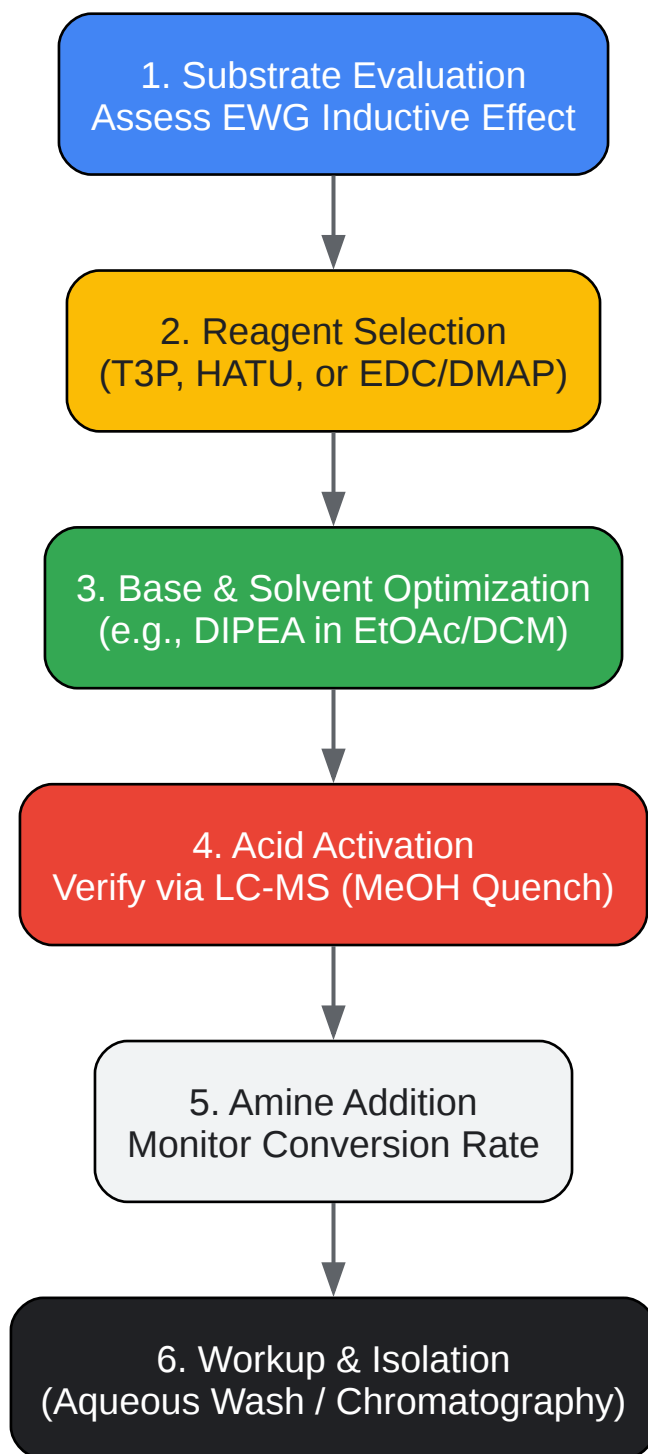 1. Substrate Evaluation
Assess EWG Inductive Effect
2. Reagent Selection
(T3P, HATU, or EDC/DMAP)
3. Base & Solvent Optimization
(e.g., DIPEA in EtOAc/DCM)
4. Acid Activation
Verify via LC-MS (MeOH Quench)
5. Amine Addition
Monitor Conversion Rate
6. Workup & Isolation
(Aqueous Wash / Chromatography)